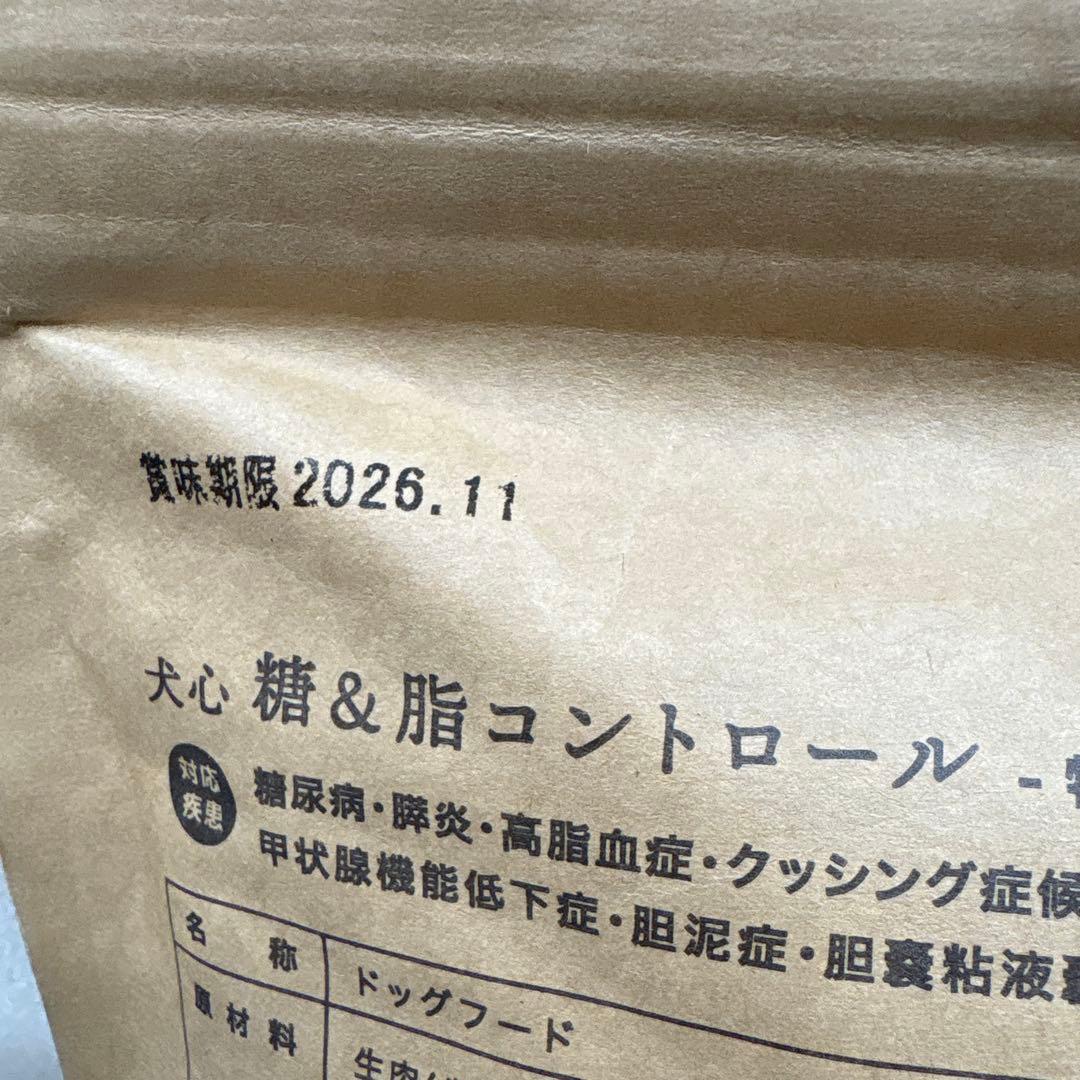 賞味期限 2026.11
犬心 糖&脂コントロール -
対応
疾患
糖尿病・膵炎・高脂血症・クッシング症候
甲状腺機能低下症・胆泥症・胆嚢粘液
名 称
ドッグフード
原材料
生肉